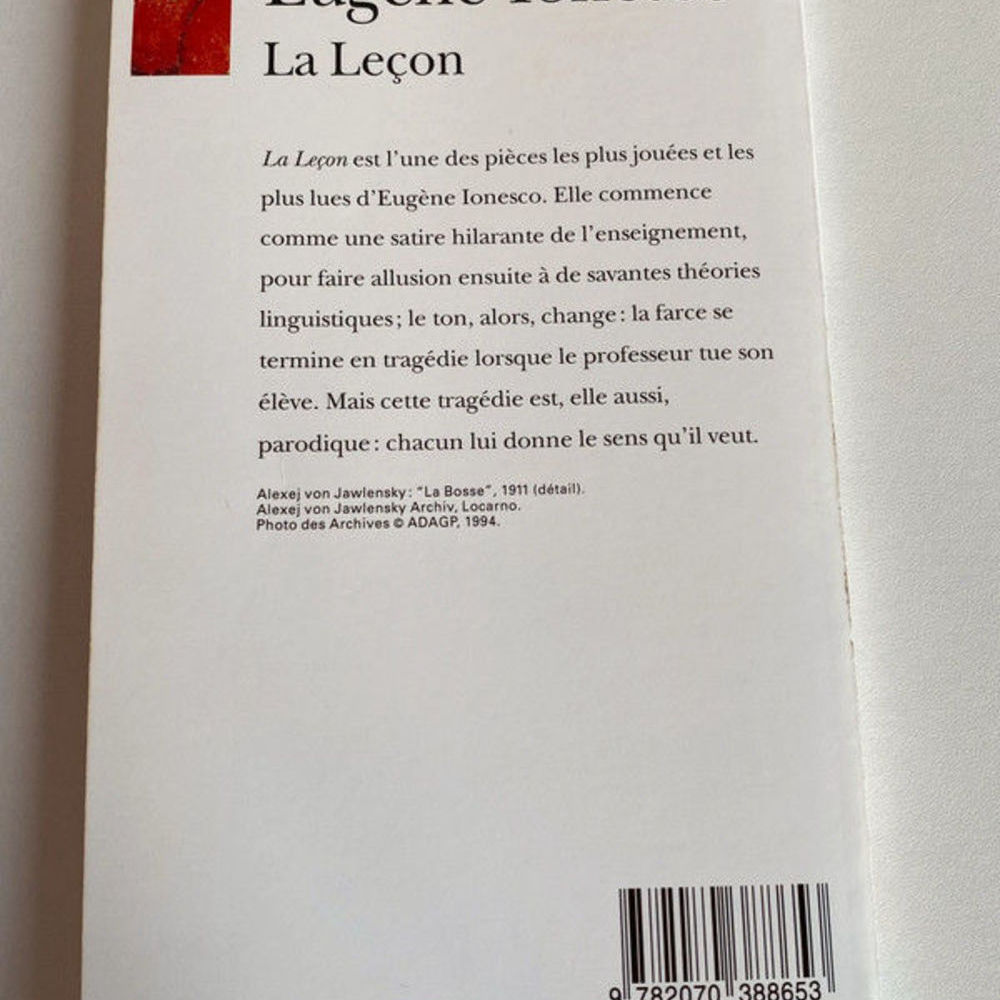 Eugène Ionesco
La Leçon
La Leçon est l'une des pièces les plus jouées et les
plus lues d'Eugène Ionesco. Elle commence
comme une satire hilarante de l'enseignement,
pour faire allusion ensuite à de savantes théories
linguistiques ; le ton, alors, change : la farce se
termine en tragédie lorsque le professeur tue son
élève. Mais cette tragédie est, elle aussi,
parodique : chacun lui donne le sens qu'il veut.
Alexej von Jawlensky : "La Bosse", 1911 (détail).
Alexej von Jawlensky Archiv, Locarno.
Photo des Archives © ADAGP, 1994.
9 782070 388653